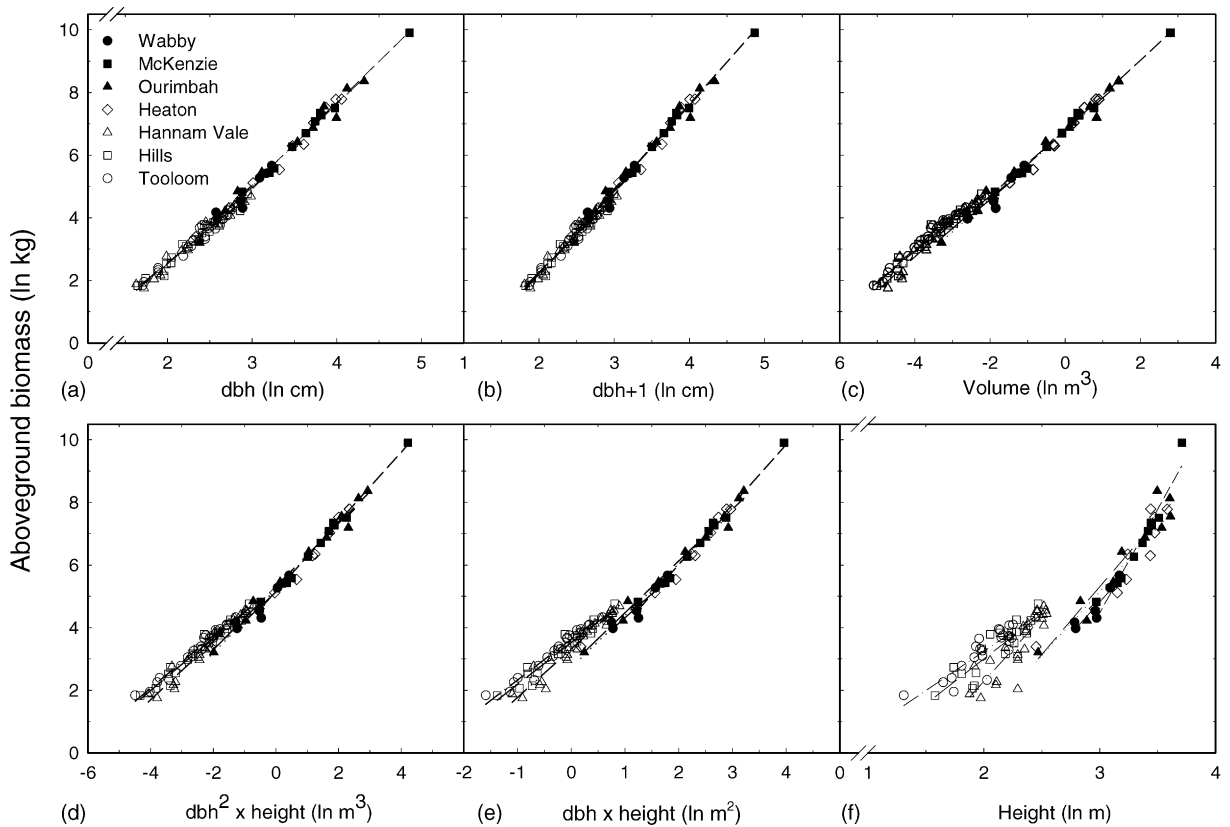 Aboveground biomass (ln kg)
10
8
6
4
2
0
Wabby
McKenzie
Ourimbah
Heaton
Hannam Vale
Hills
Tooloom
0 2 3 4 5 1 2 3 4 5 6 -4 -2 0 2 4
(a) dbh (ln cm) (b) dbh+1 (ln cm) (c) Volume (ln m³)
10
8
6
4
2
0
-6 -4 -2 0 2 4 -2 -1 0 1 2 3 4 1 2 3 4
(d) dbh² x height (ln m³) (e) dbh x height (ln m²) (f) Height (ln m)